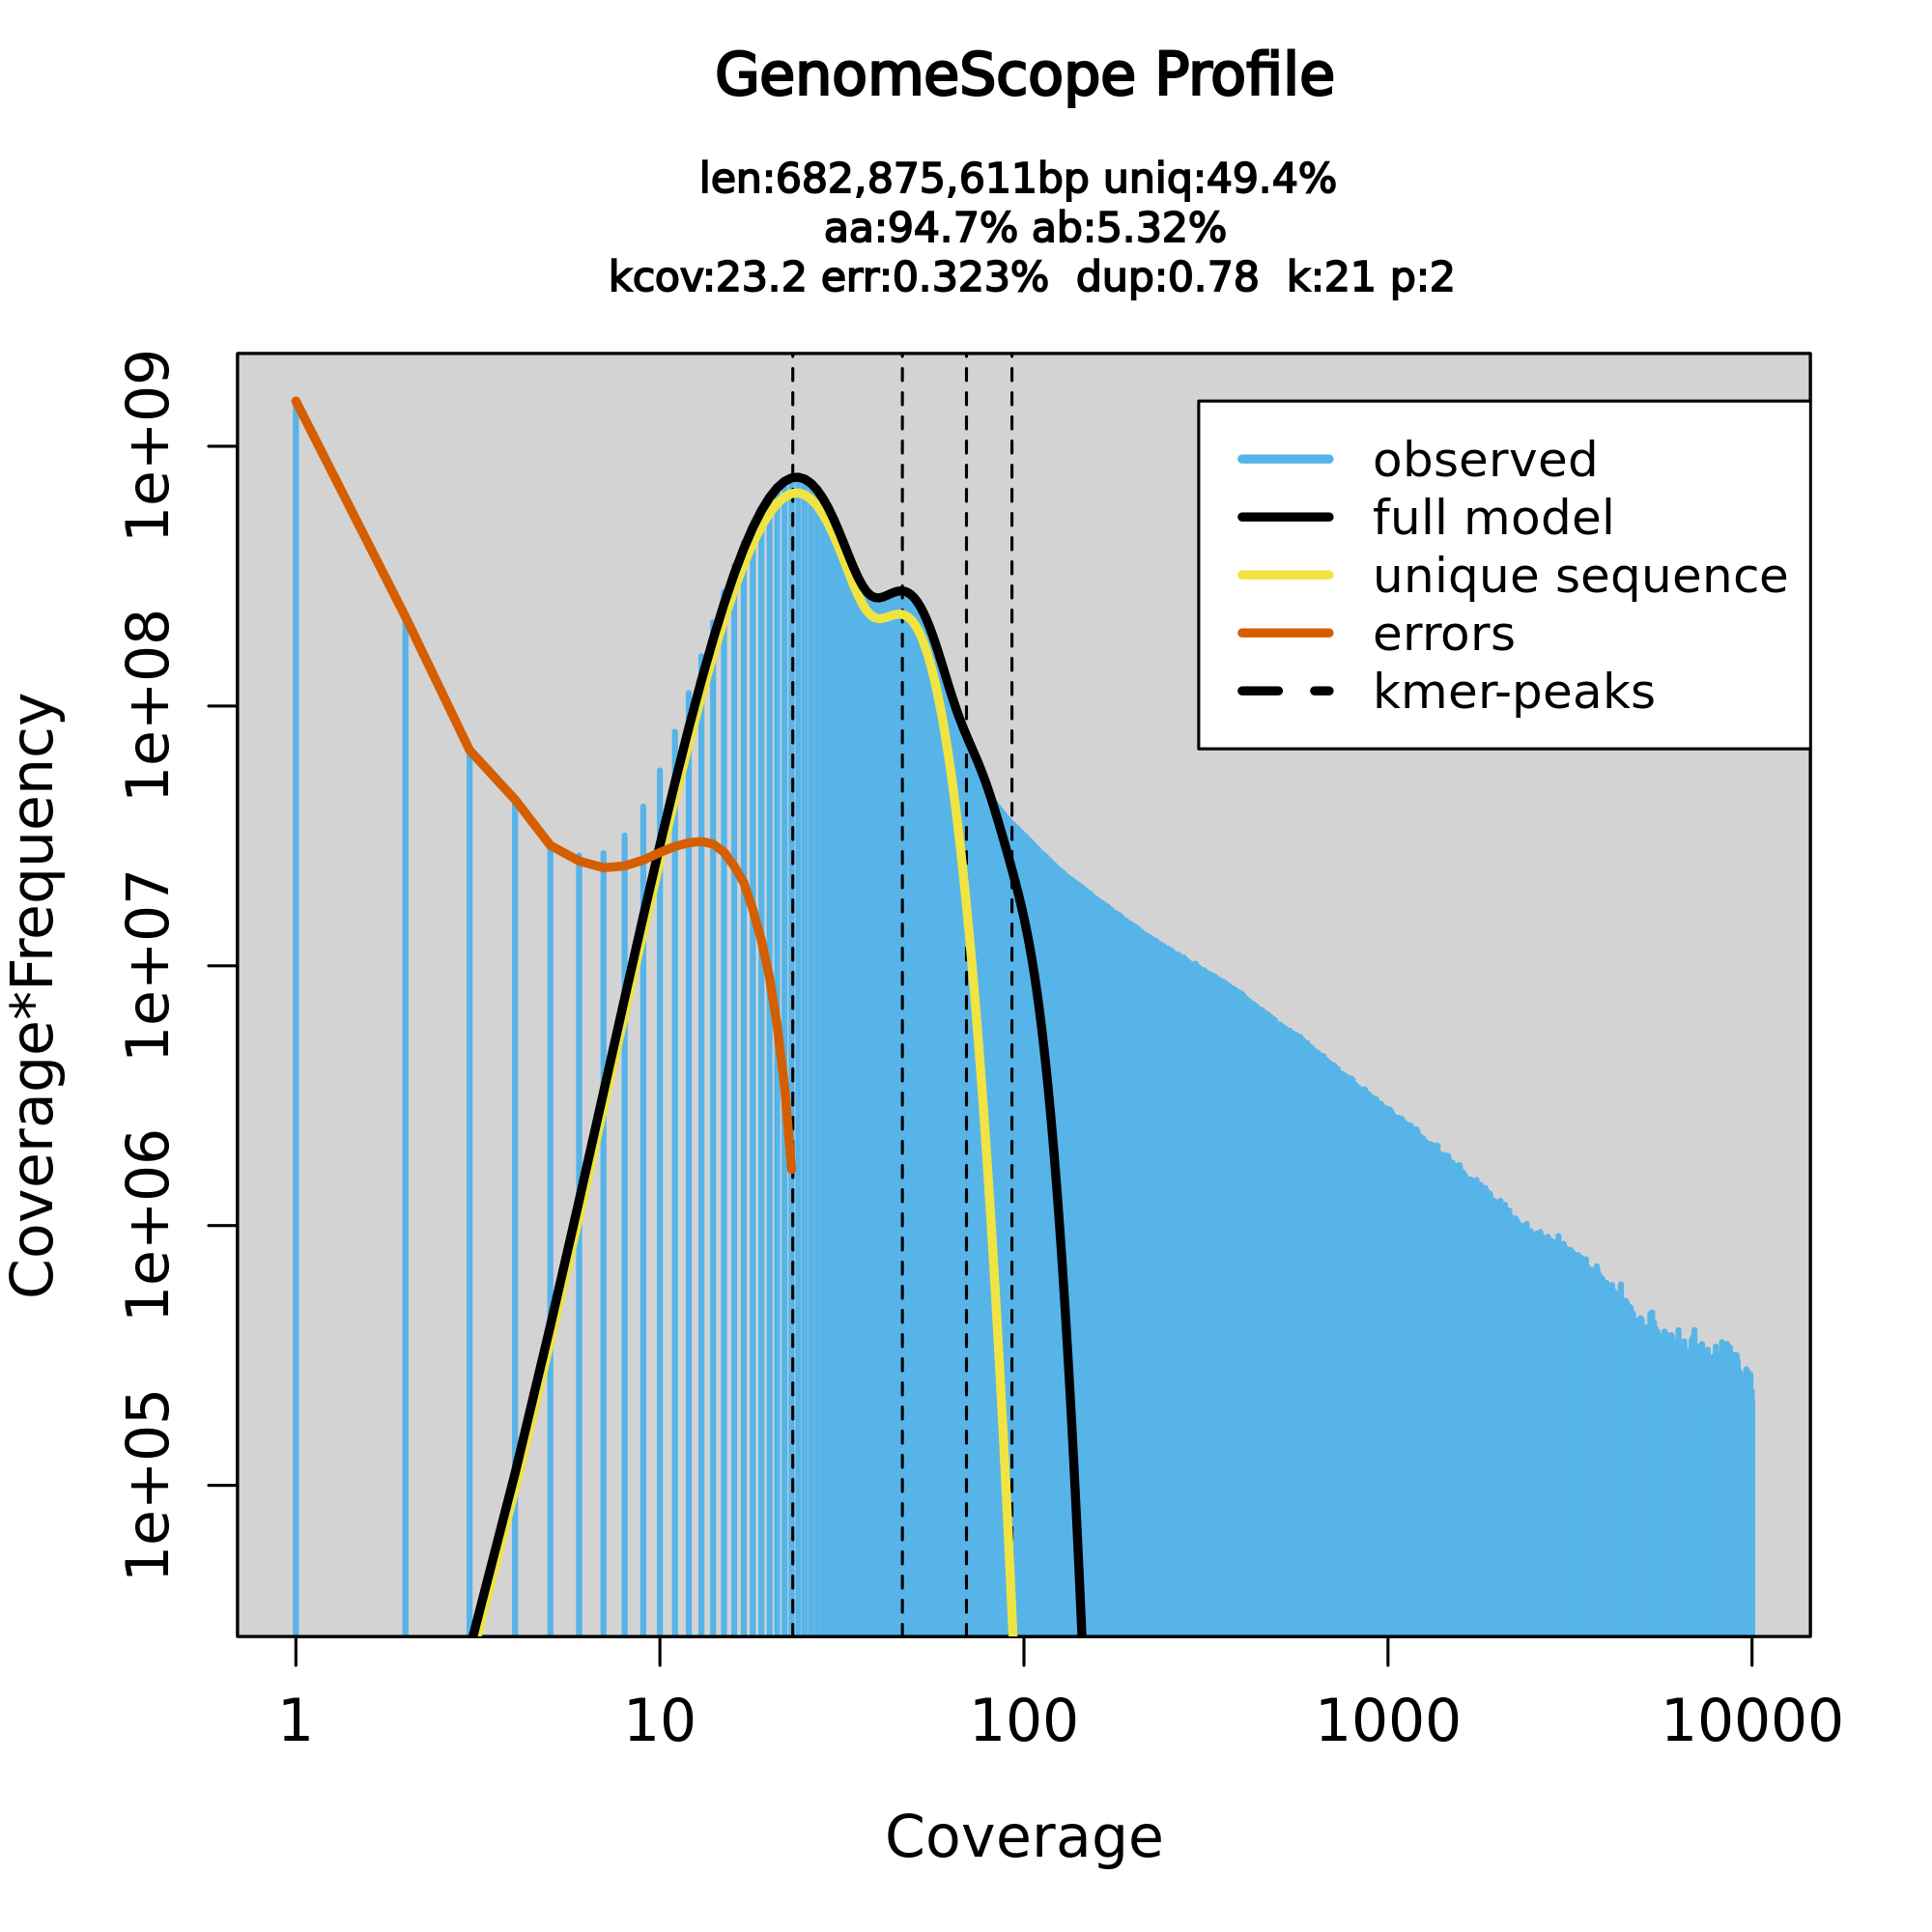 GenomeScope Profile
len:682,875,611bp uniq:49.4%
aa:94.7% ab:5.32%
kcov:23.2 err:0.323%  dup:0.78  k:21 p:2
observed
full model
unique sequence
errors
kmer-peaks
Coverage*Frequency
1e+09
1e+08
1e+07
1e+06
1e+05
1 10 100 1000 10000
Coverage